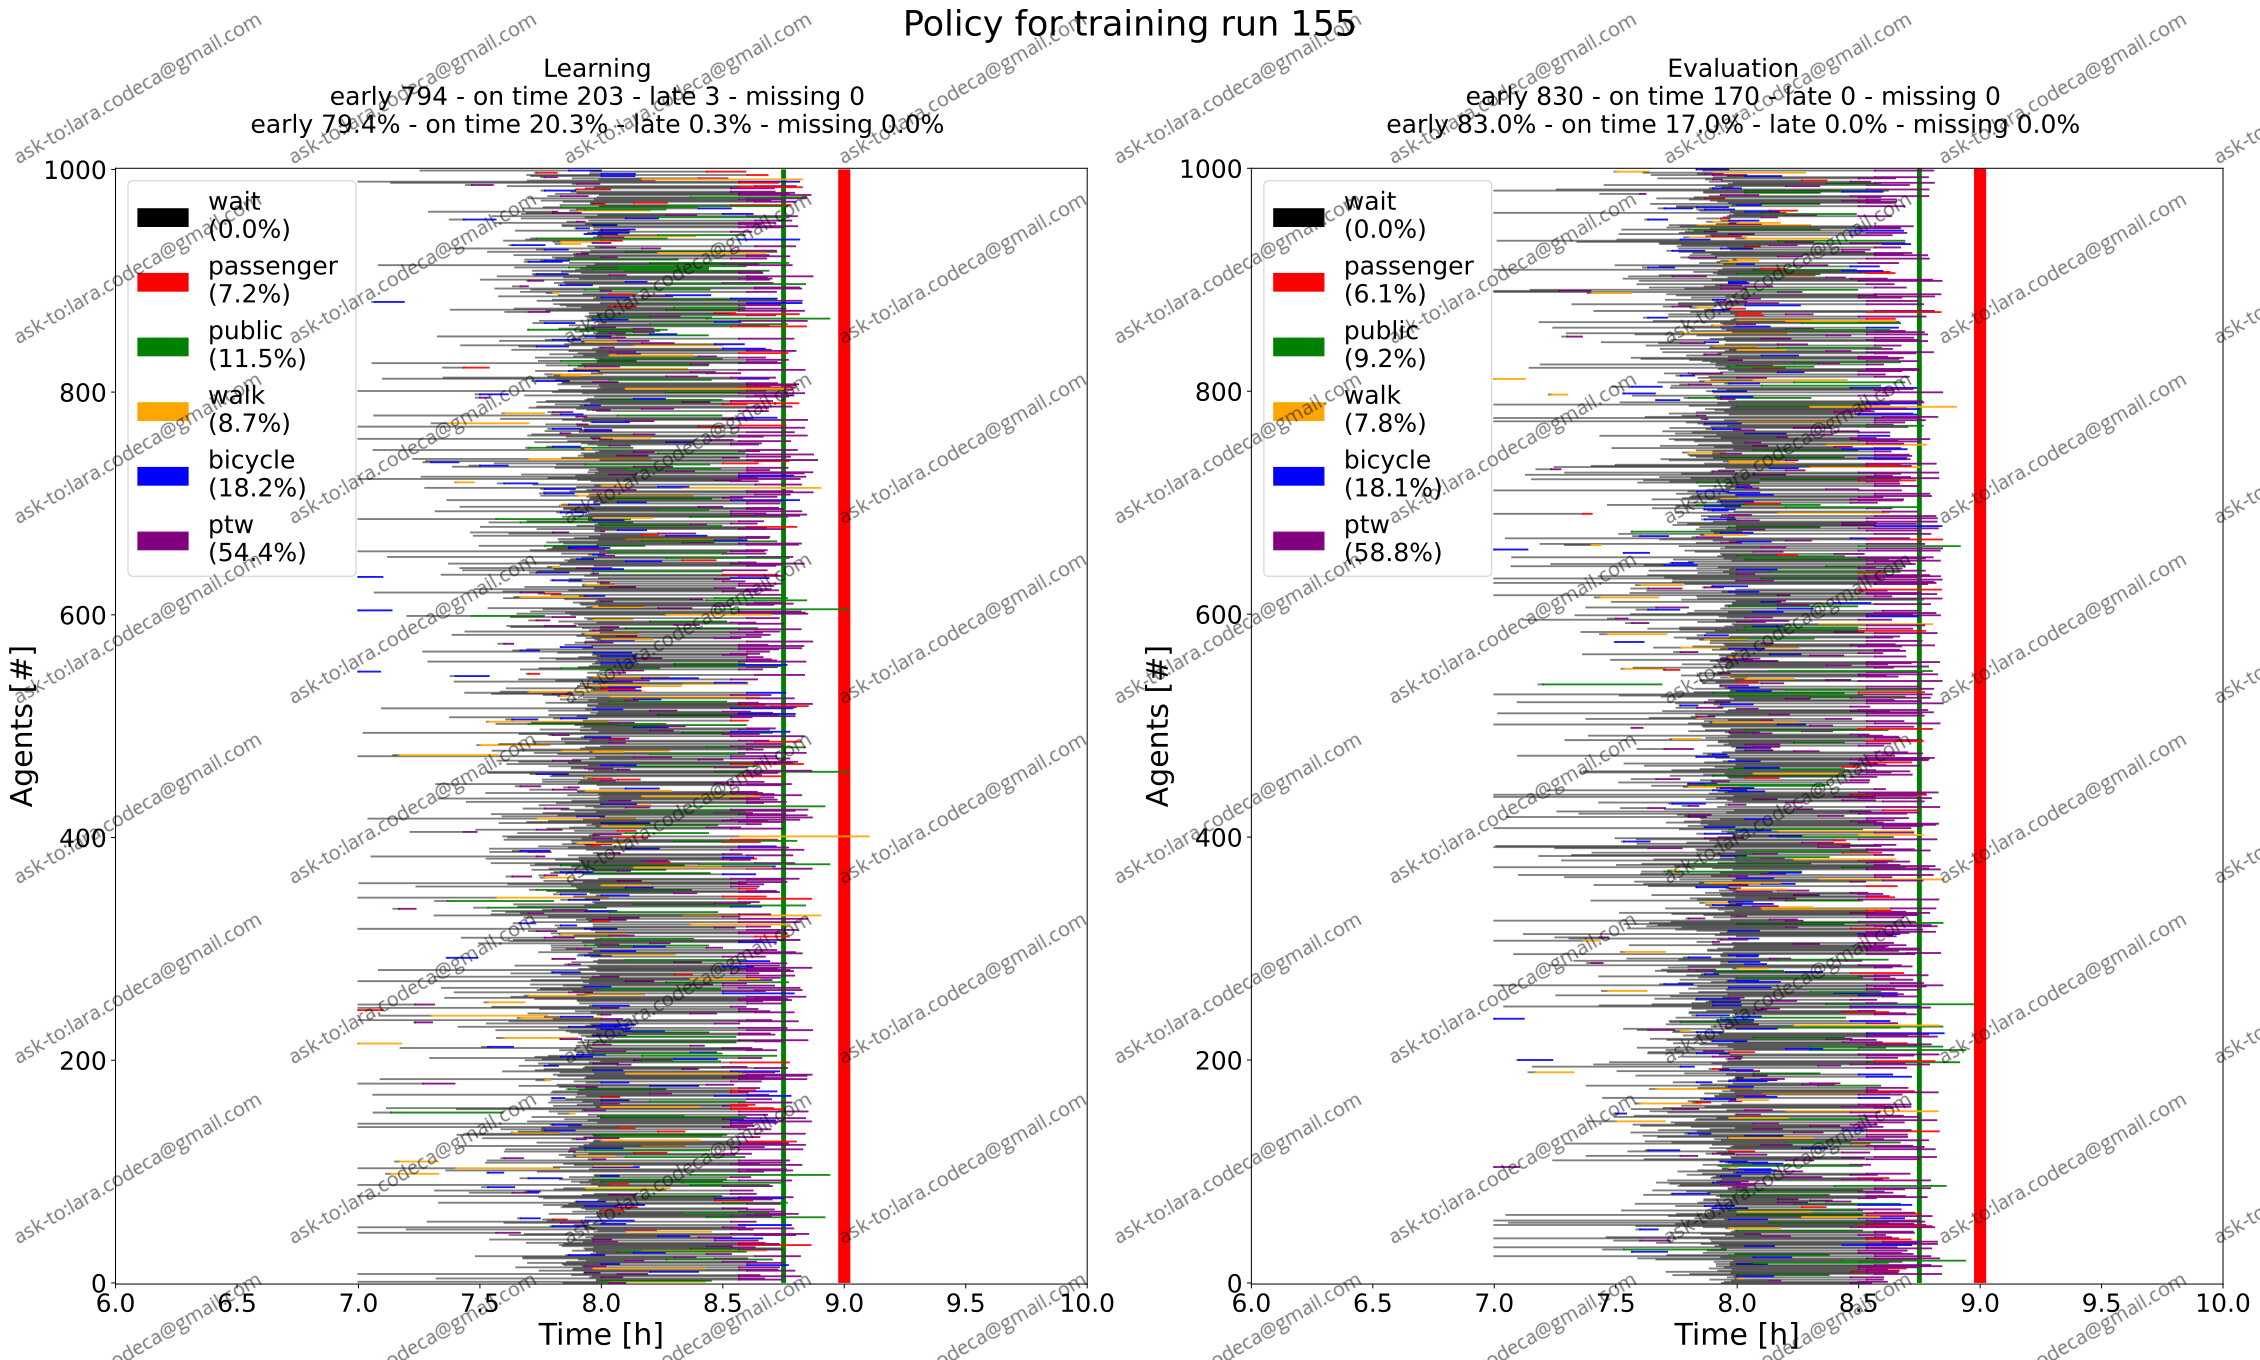 Policy for training run 155
Learning
early 794 - on time 203 - late 3 - missing 0
early 79.4% - on time 20.3% - late 0.3% - missing 0.0%
wait
(0.0%)
passenger
(7.2%)
public
(11.5%)
walk
(8.7%)
bicycle
(18.2%)
ptw
(54.4%)
1000
800
600
400
200
0
Agents [#]
6.0 6.5 7.0 7.5 8.0 8.5 9.0 9.5 10.0
Time [h]
Evaluation
early 830 - on time 170 - late 0 - missing 0
early 83.0% - on time 17.0% - late 0.0% - missing 0.0%
wait
(0.0%)
passenger
(6.1%)
public
(9.2%)
walk
(7.8%)
bicycle
(18.1%)
ptw
(58.8%)
1000
800
600
400
200
0
Agents [#]
6.0 6.5 7.0 7.5 8.0 8.5 9.0 9.5 10.0
Time [h]
ask-to:lara.codeca@gmail.com